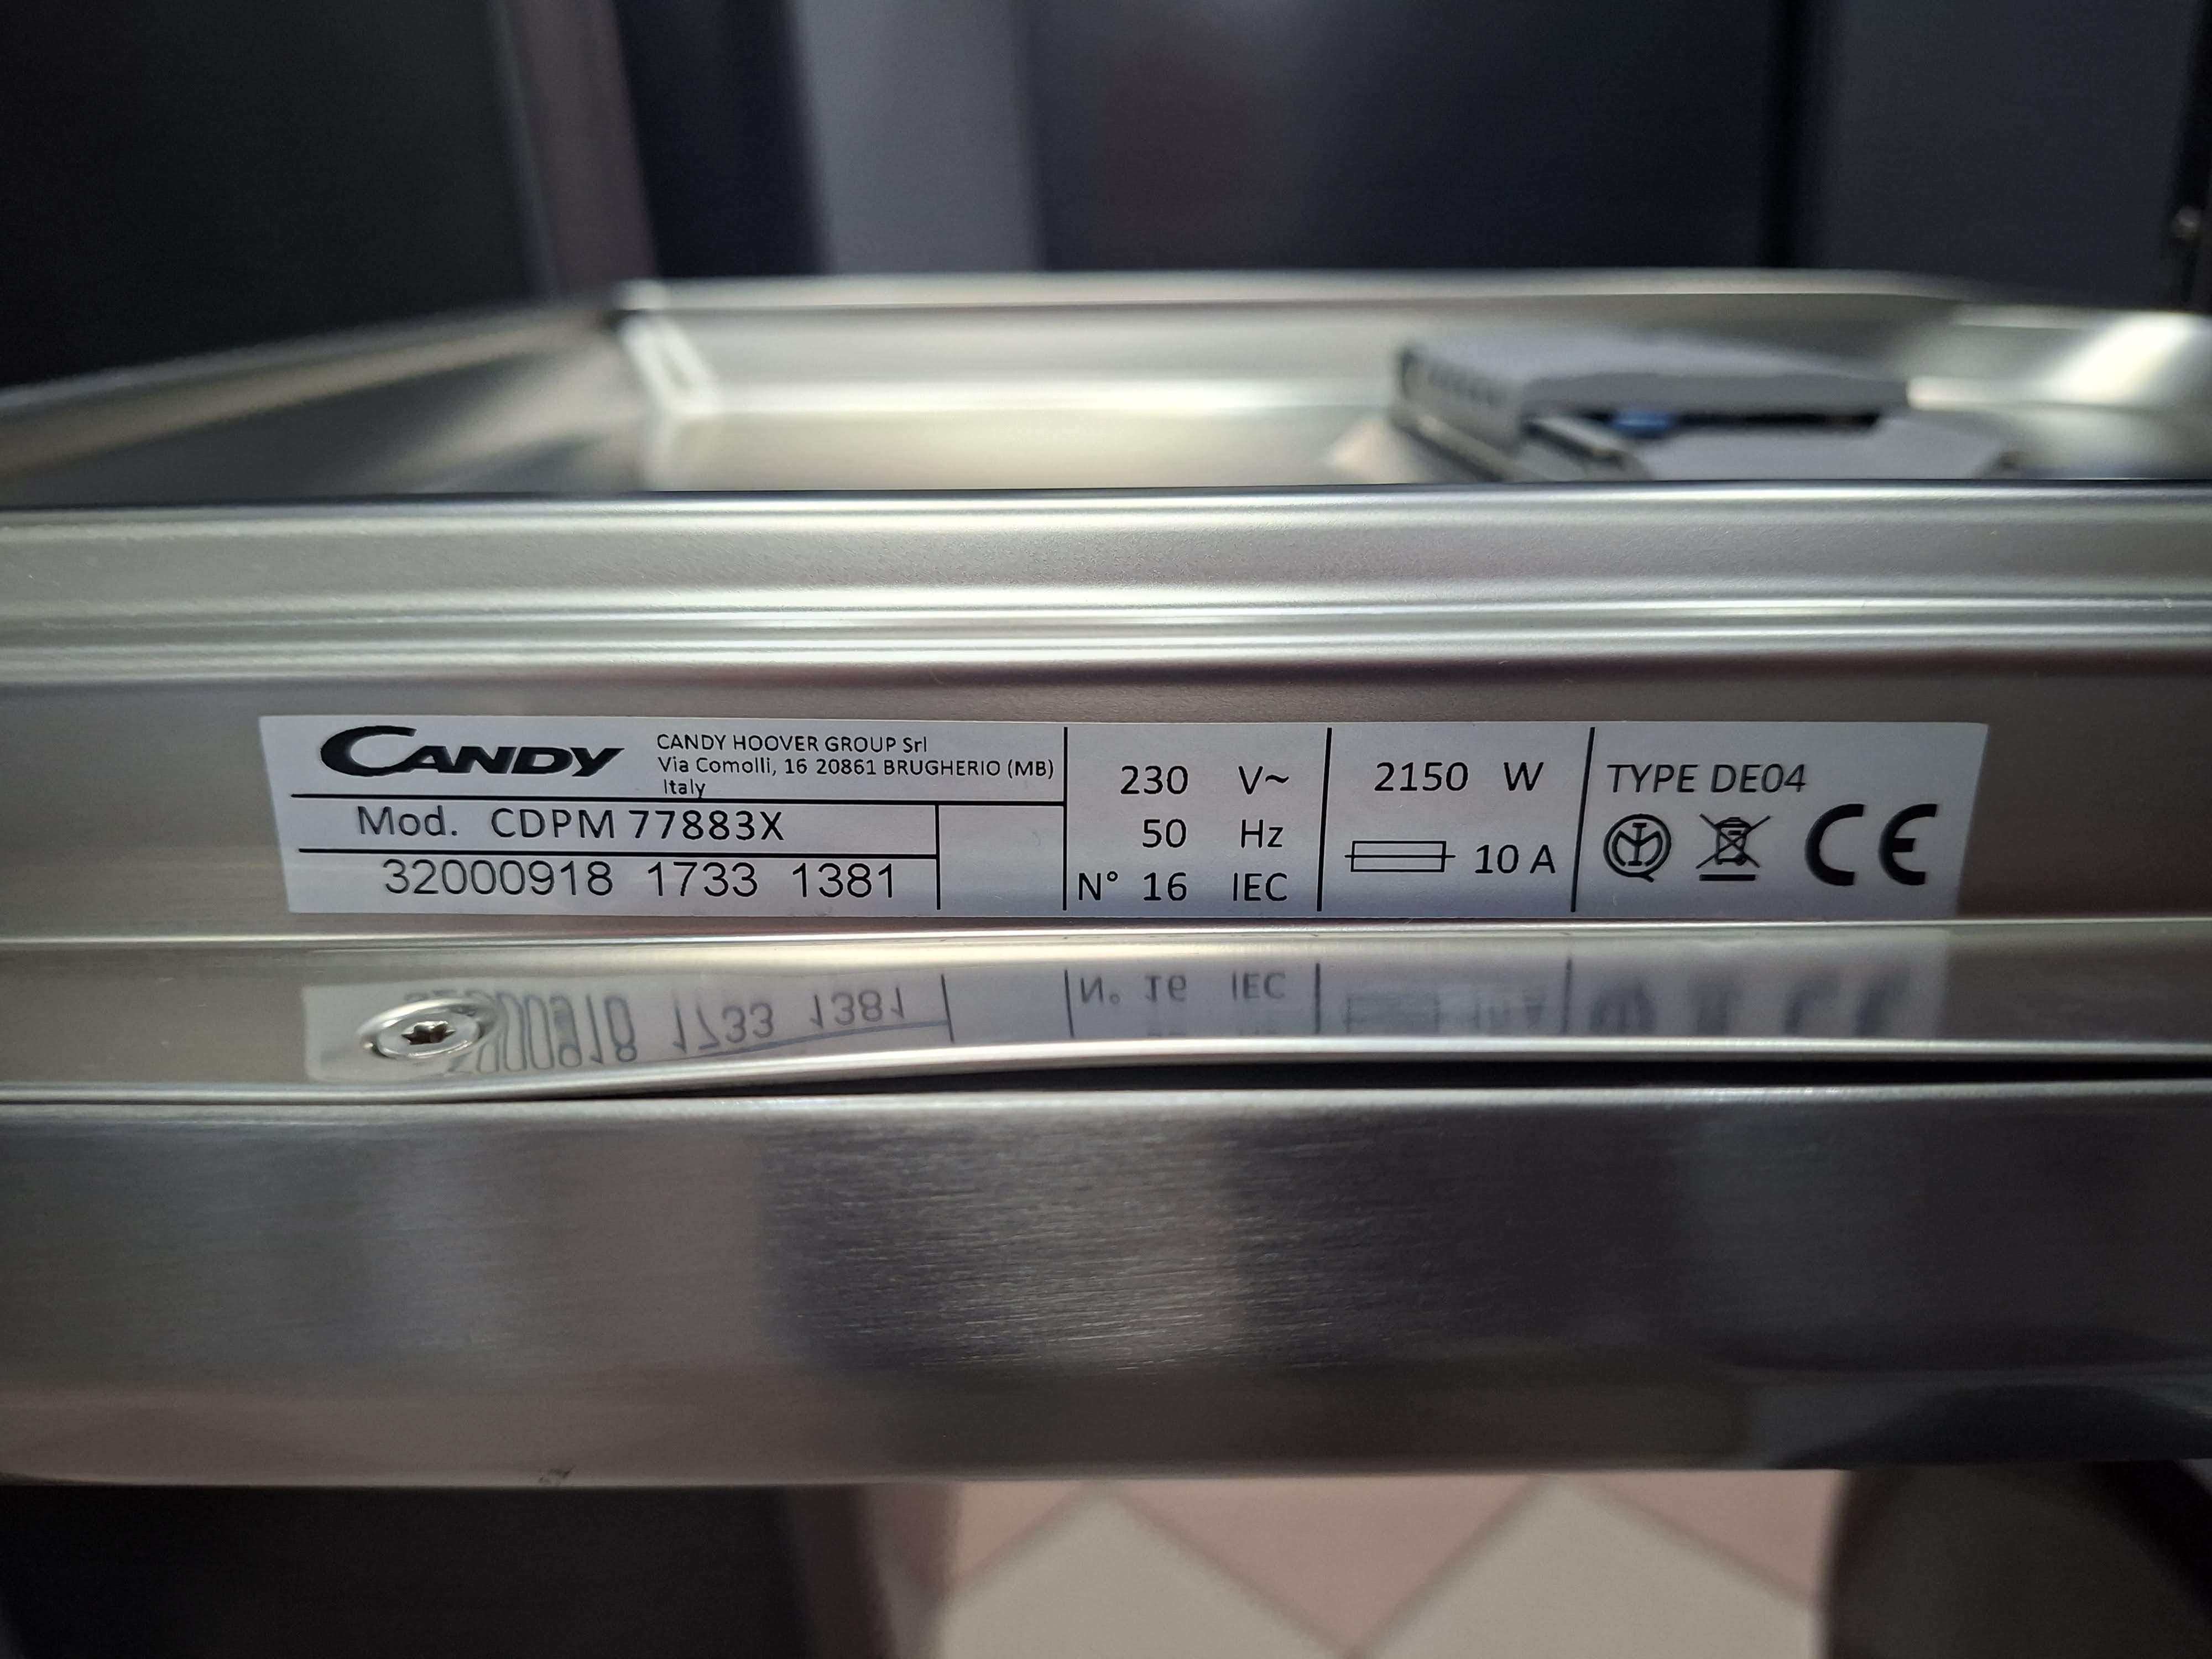 CANDY
CANDY HOOVER GROUP Srl
Via Comolli, 16 20861 BRUGHERIO (MB)
Italy
Mod. CDPM 77883X
32000918 1733 1381
230 V~
50 Hz
N° 16 IEC
2150 W
10 A
TYPE DE04
CE